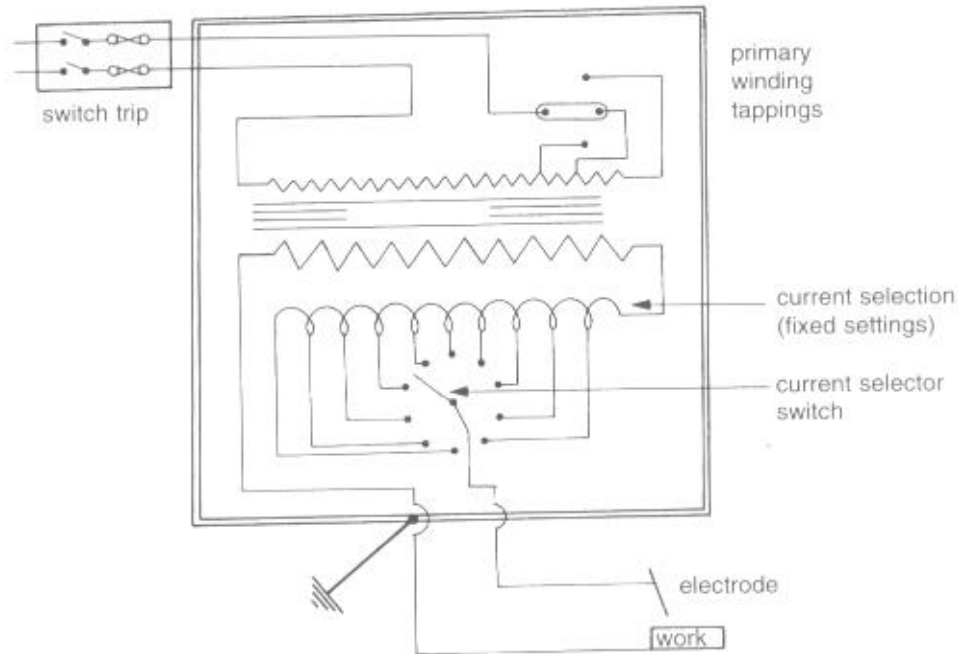 switch trip
primary
winding
tappings
current selection
(fixed settings)
current selector
switch
electrode
work